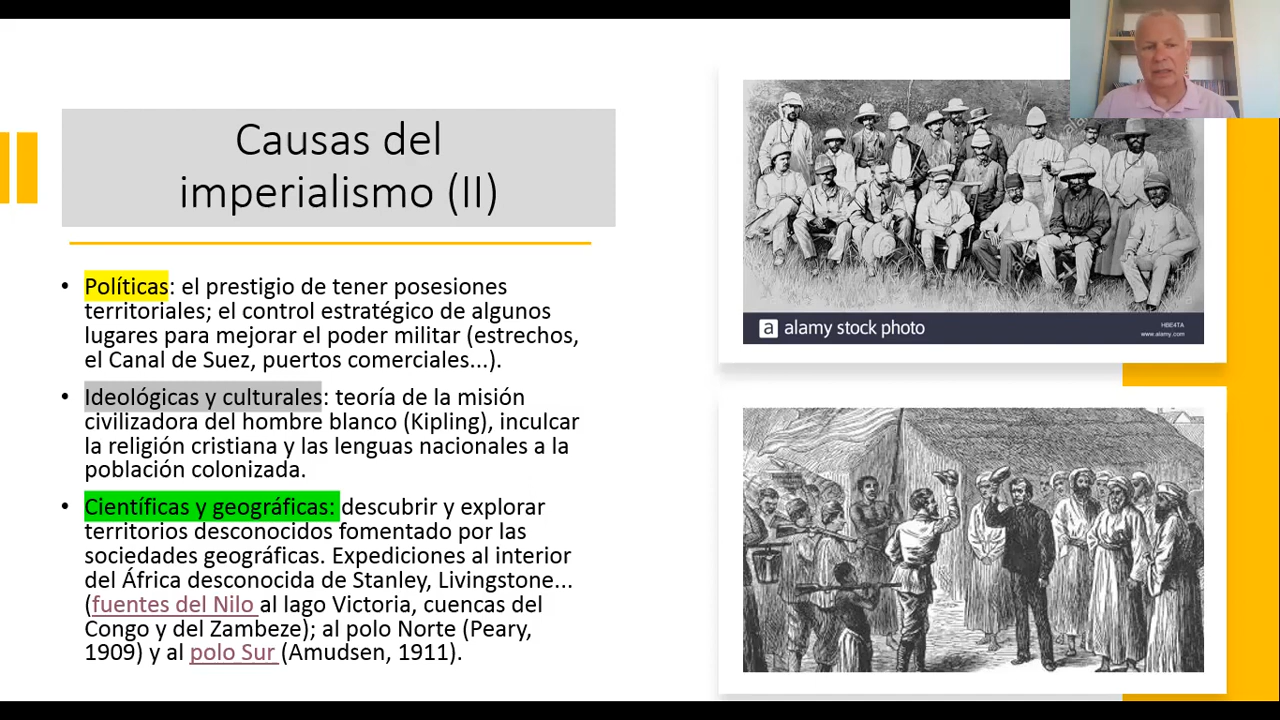 Causas del
imperialismo (II)
• Políticas: el prestigio de tener posesiones
territoriales; el control estratégico de algunos
lugares para mejorar el poder militar (estrechos,
el Canal de Suez, puertos comerciales...).
• Ideológicas y culturales: teoría de la misión
civilizadora del hombre blanco (Kipling), inculcar
la religión cristiana y las lenguas nacionales a la
población colonizada.
• Científicas y geográficas: descubrir y explorar
territorios desconocidos fomentado por las
sociedades geográficas. Expediciones al interior
del África desconocida de Stanley, Livingstone...
(fuentes del Nilo al lago Victoria, cuencas del
Congo y del Zambeze); al polo Norte (Peary,
1909) y al polo Sur (Amudsen, 1911).
a alamy stock photo
HBE4TA
www.alamy.com